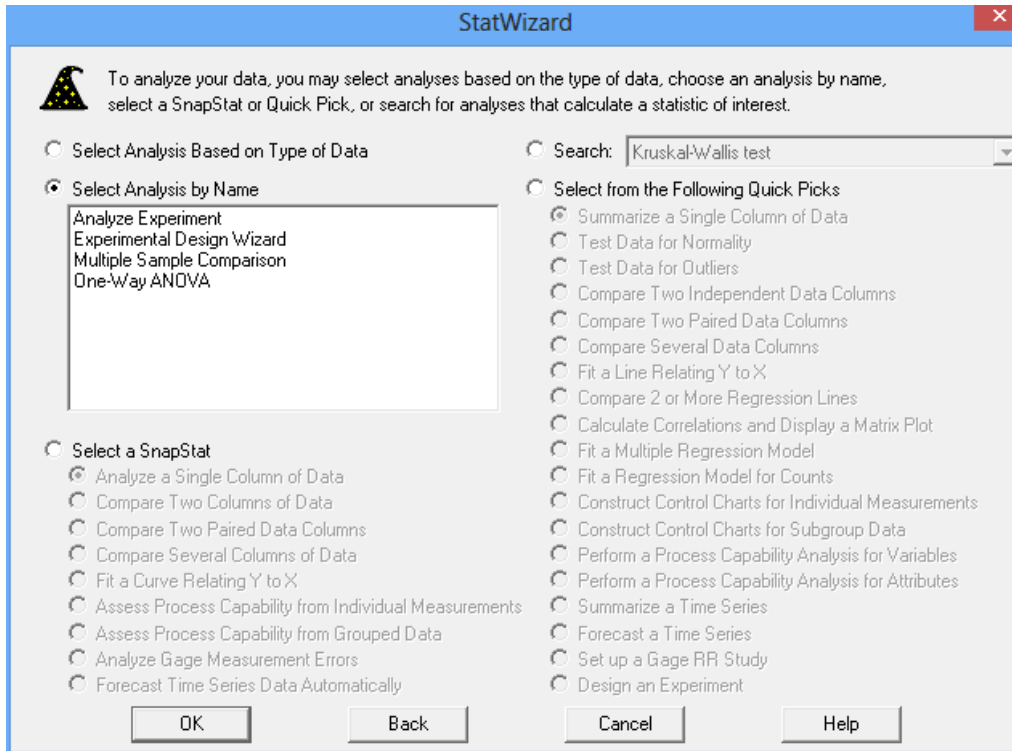 StatWizard
To analyze your data, you may select analyses based on the type of data, choose an analysis by name,
select a SnapStat or Quick Pick, or search for analyses that calculate a statistic of interest.
Select Analysis Based on Type of Data
Select Analysis by Name
Analyze Experiment
Experimental Design Wizard
Multiple Sample Comparison
One-Way ANOVA
Select a SnapStat
Analyze a Single Column of Data
Compare Two Columns of Data
Compare Two Paired Data Columns
Compare Several Columns of Data
Fit a Curve Relating Y to X
Assess Process Capability from Individual Measurements
Assess Process Capability from Grouped Data
Analyze Gage Measurement Errors
Forecast Time Series Data Automatically
Search: Kruskal-Wallis test
Select from the Following Quick Picks
Summarize a Single Column of Data
Test Data for Normality
Test Data for Outliers
Compare Two Independent Data Columns
Compare Two Paired Data Columns
Compare Several Data Columns
Fit a Line Relating Y to X
Compare 2 or More Regression Lines
Calculate Correlations and Display a Matrix Plot
Fit a Multiple Regression Model
Fit a Regression Model for Counts
Construct Control Charts for Individual Measurements
Construct Control Charts for Subgroup Data
Perform a Process Capability Analysis for Variables
Perform a Process Capability Analysis for Attributes
Summarize a Time Series
Forecast a Time Series
Set up a Gage RR Study
Design an Experiment
OK Back Cancel Help